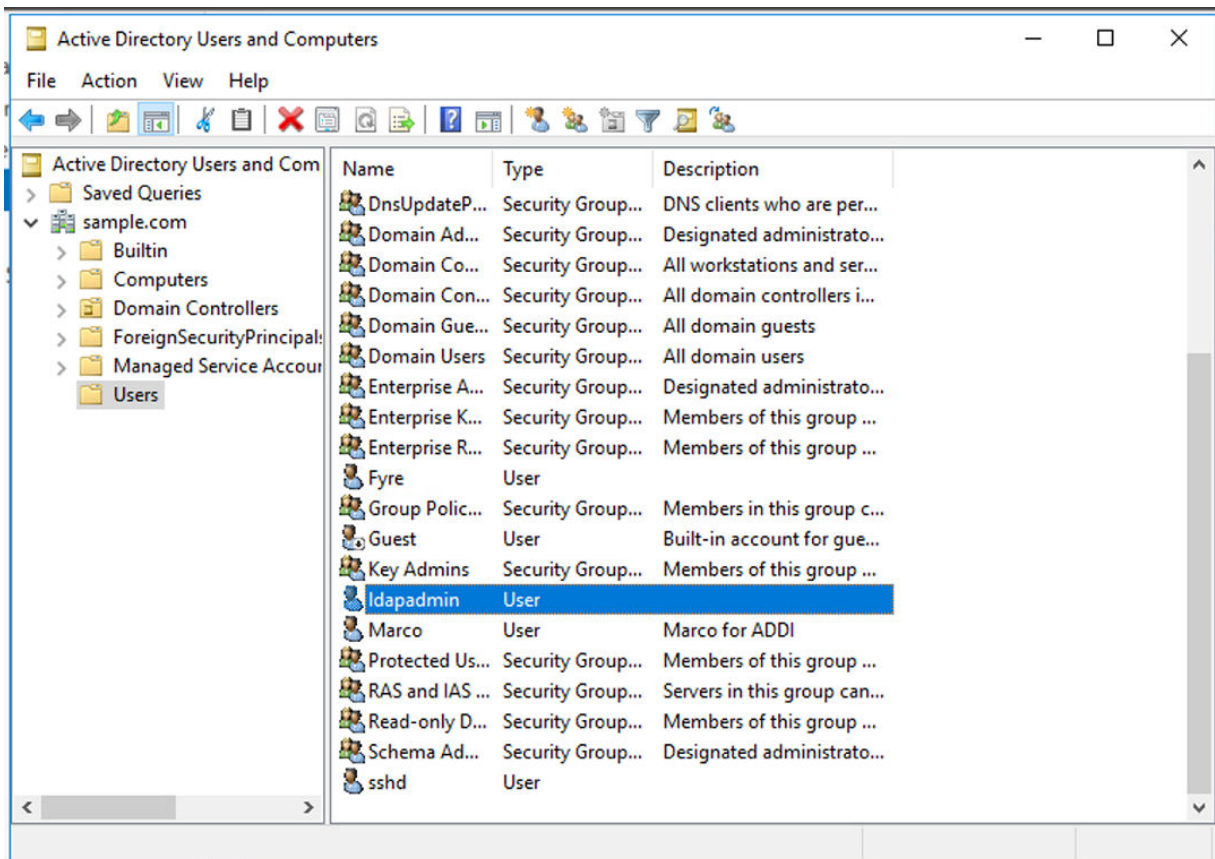 Active Directory Users and Computers
File Action View Help
Active Directory Users and Com
Saved Queries
sample.com
Builtin
Computers
Domain Controllers
ForeignSecurityPrincipals
Managed Service Accour
Users
Name Type Description
DnsUpdateP... Security Group... DNS clients who are per...
Domain Ad... Security Group... Designated administrato...
Domain Co... Security Group... All workstations and ser...
Domain Con... Security Group... All domain controllers i...
Domain Gue... Security Group... All domain guests
Domain Users Security Group... All domain users
Enterprise A... Security Group... Designated administrato...
Enterprise K... Security Group... Members of this group ...
Enterprise R... Security Group... Members of this group ...
Fyre User
Group Polic... Security Group... Members in this group c...
Guest User Built-in account for gue...
Key Admins Security Group... Members of this group ...
ldapadmin User
Marco User Marco for ADDI
Protected Us... Security Group... Members of this group ...
RAS and IAS ... Security Group... Servers in this group can...
Read-only D... Security Group... Members of this group ...
Schema Ad... Security Group... Designated administrato...
sshd User